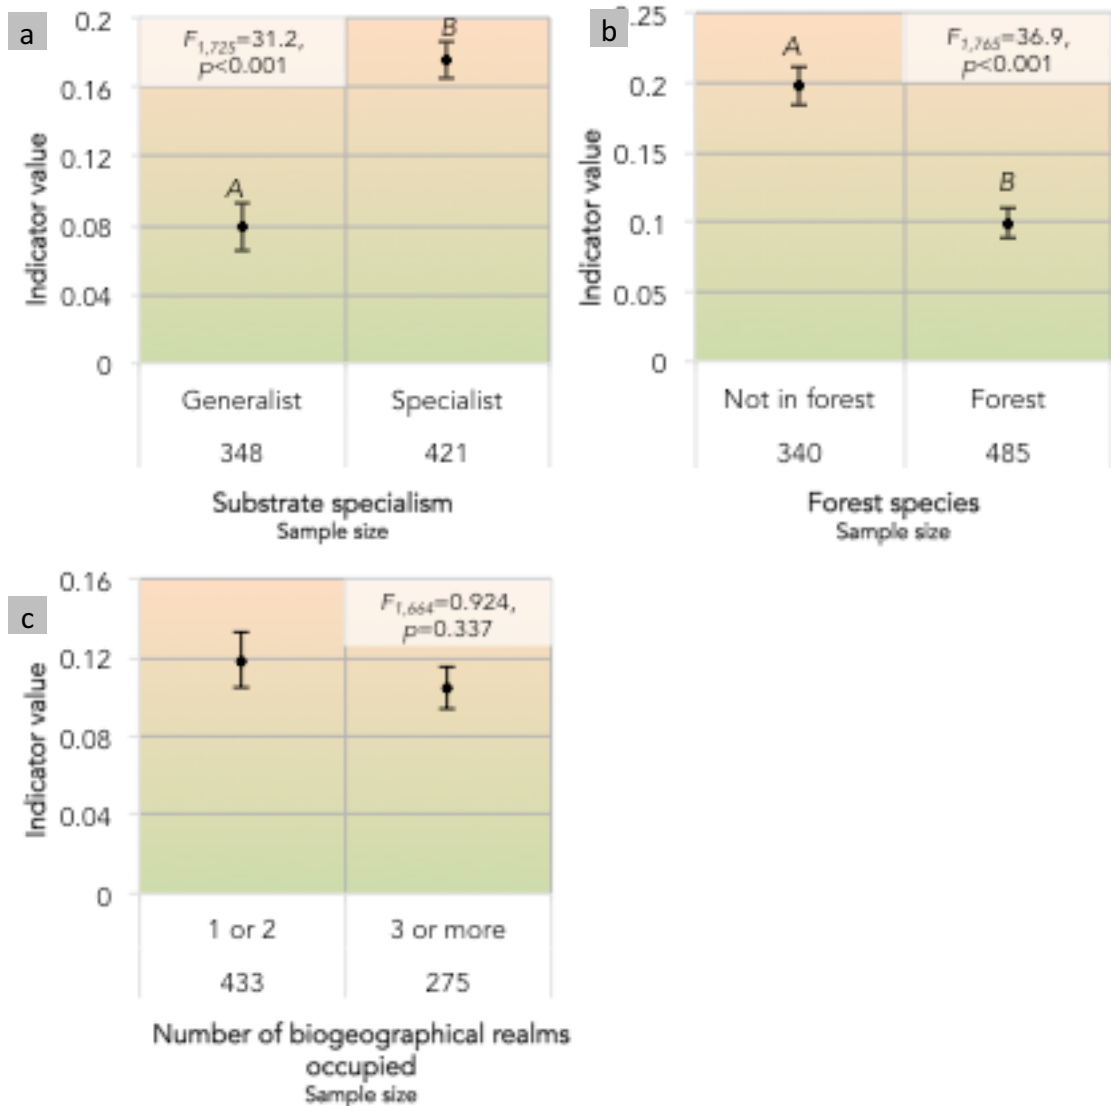 a
0.2
0.16
0.12
0.08
0.04
0
Indicator value
F1,725=31.2,
p<0.001
A
B
Generalist
Specialist
348
421
Substrate specialism
Sample size
b
0.25
0.2
0.15
0.1
0.05
0
Indicator value
A
F1,765=36.9,
p<0.001
B
Not in forest
Forest
340
485
Forest species
Sample size
c
0.16
0.12
0.08
0.04
0
Indicator value
F1,664=0.924,
p=0.337
1 or 2
3 or more
433
275
Number of biogeographical realms
occupied
Sample size